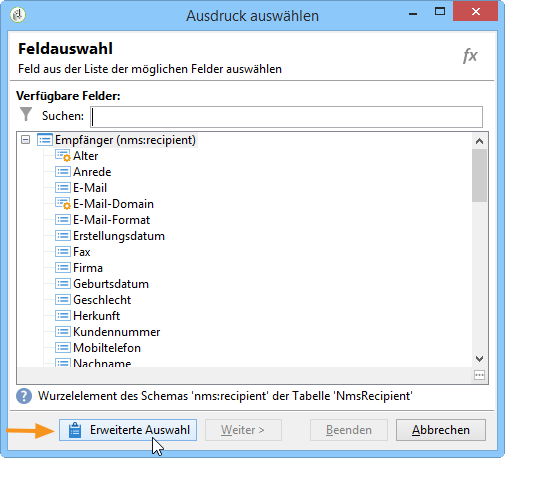 Ausdruck auswählen
Feldauswahl
Feld aus der Liste der möglichen Felder auswählen
fx
Verfügbare Felder:
Suchen:
Empfänger (nms:recipient)
Alter
Anrede
E-Mail
E-Mail-Domain
E-Mail-Format
Erstellungsdatum
Fax
Firma
Geburtsdatum
Geschlecht
Herkunft
Kundennummer
Mobiltelefon
Nachname
Wurzelelement des Schemas 'nms:recipient' der Tabelle 'NmsRecipient'
Erweiterte Auswahl
Weiter >
Beenden
Abbrechen